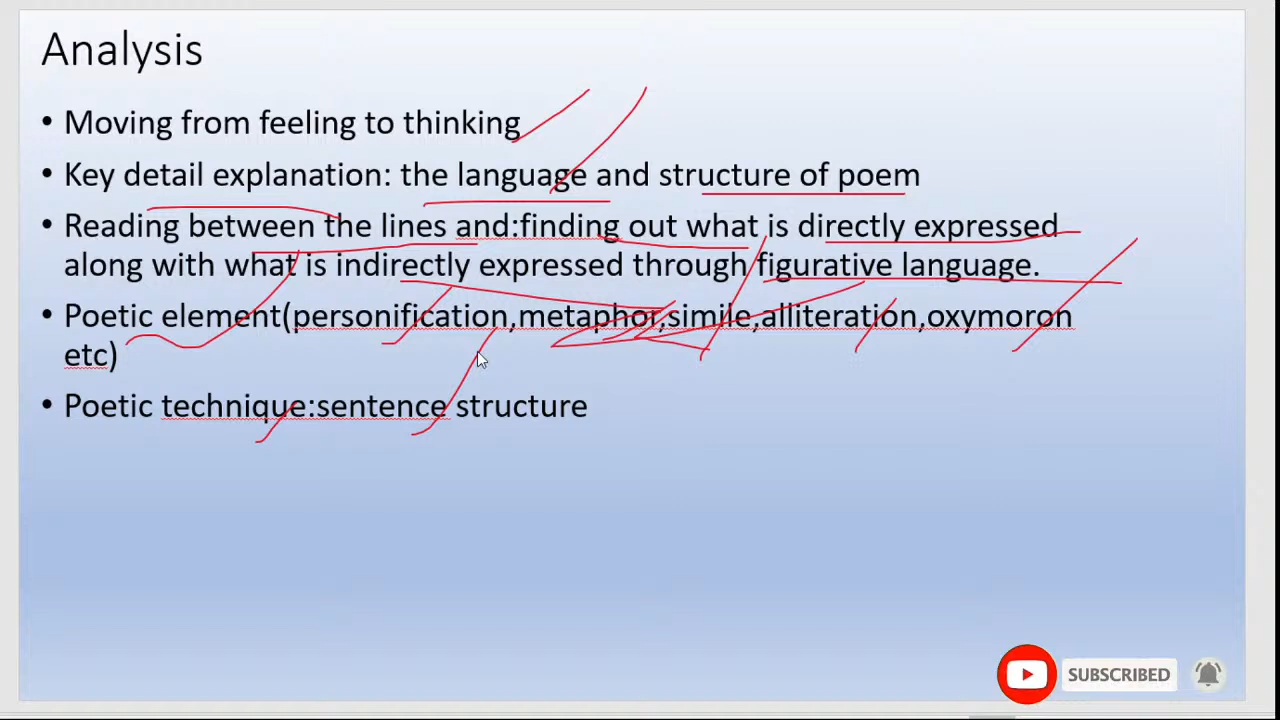 Analysis
• Moving from feeling to thinking
• Key detail explanation: the language and structure of poem
• Reading between the lines and:finding out what is directly expressed
along with what is indirectly expressed through figurative language.
• Poetic element(personification,metaphor,simile,alliteration,oxymoron
etc)
• Poetic technique:sentence structure
SUBSCRIBED